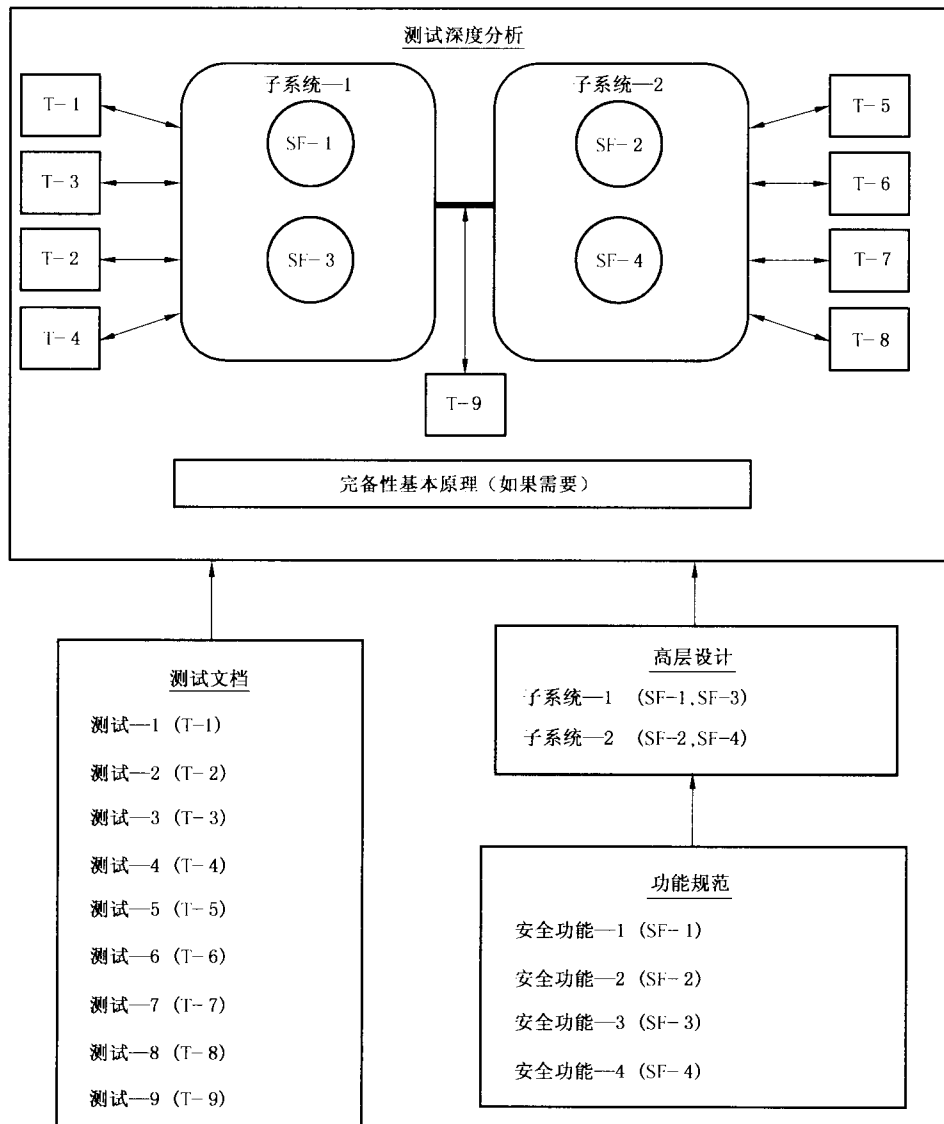 测试深度分析
子系统—1
子系统—2
T-1
SF-1
SF-2
T-5
T-3
T-6
T-2
SF-3
SF-4
T-7
T-4
T-8
T-9
完备性基本原理（如果需要）
测试文档
测试—1 (T-1)
测试—2 (T-2)
测试—3 (T-3)
测试—4 (T-4)
测试—5 (T-5)
测试—6 (T-6)
测试—7 (T-7)
测试—8 (T-8)
测试—9 (T-9)
高层设计
子系统—1 (SF-1,SF-3)
子系统—2 (SF-2,SF-4)
功能规范
安全功能—1 (SF-1)
安全功能—2 (SF-2)
安全功能—3 (SF-3)
安全功能—4 (SF-4)